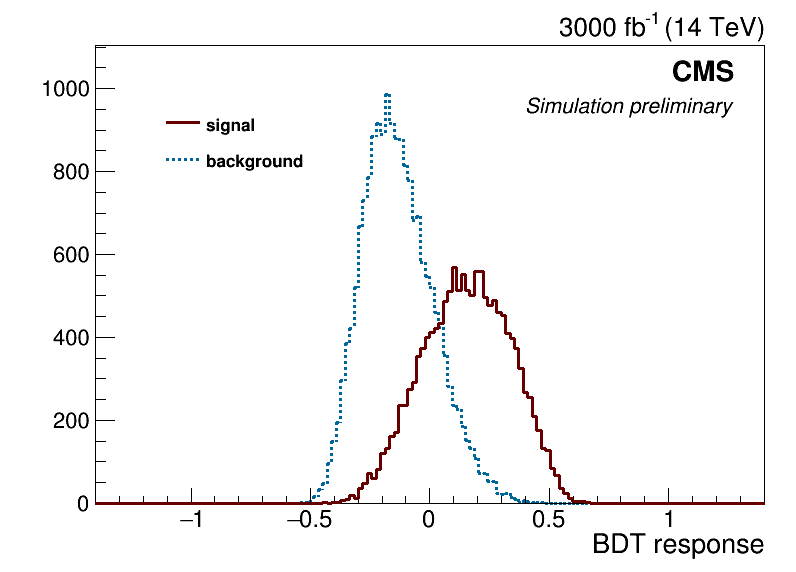 3000 fb-1 (14 TeV)
CMS
Simulation preliminary
signal
background
1000
800
600
400
200
0
−1 −0.5 0 0.5 1
BDT response